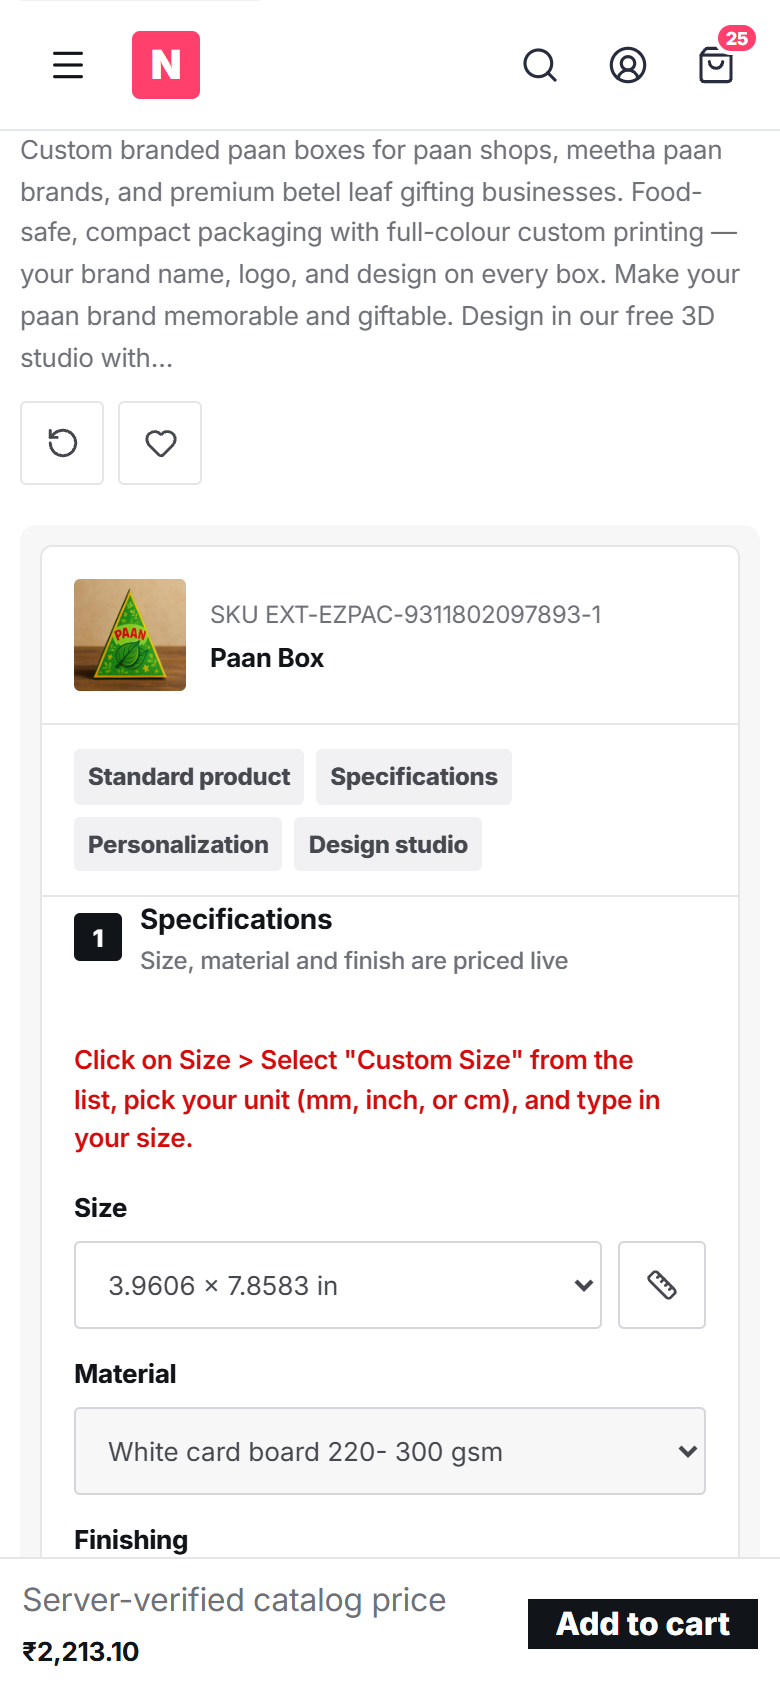 N
25
Custom branded paan boxes for paan shops, meetha paan
brands, and premium betel leaf gifting businesses. Food-
safe, compact packaging with full-colour custom printing —
your brand name, logo, and design on every box. Make your
paan brand memorable and giftable. Design in our free 3D
studio with...
PAAN
SKU EXT-EZPAC-9311802097893-1
Paan Box
Standard product
Specifications
Personalization
Design studio
1
Specifications
Size, material and finish are priced live
Click on Size > Select "Custom Size" from the
list, pick your unit (mm, inch, or cm), and type in
your size.
Size
3.9606 × 7.8583 in
Material
White card board 220- 300 gsm
Finishing
Server-verified catalog price
₹2,213.10
Add to cart